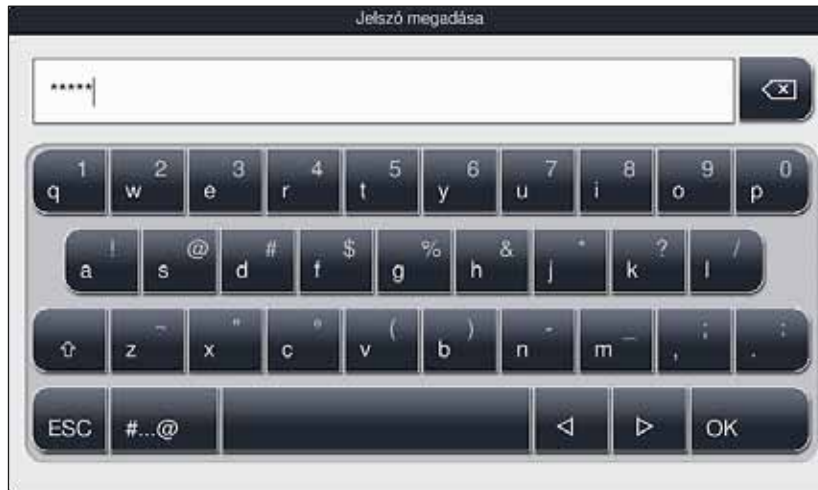 Jelszó megadása
*****
1 2 3 4 5 6 7 8 9 0
q w e r t y u i o p
! @ # $ % & * ? /
a s d f g h j k l
~ " ° ( ) - _ ; :
z x c v b n m , .
ESC #...@ OK